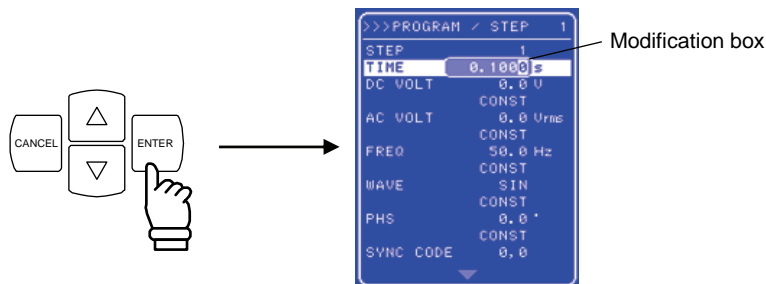 CANCEL
△
▽
ENTER
>>>PROGRAM / STEP 1
STEP 1
TIME 0.1000 s
DC VOLT 0.0 V
CONST
AC VOLT 0.0 Vrms
CONST
FREQ 50.0 Hz
CONST
WAVE SIN
CONST
PHS 0.0 °
CONST
SYNC CODE 0,0
Modification box